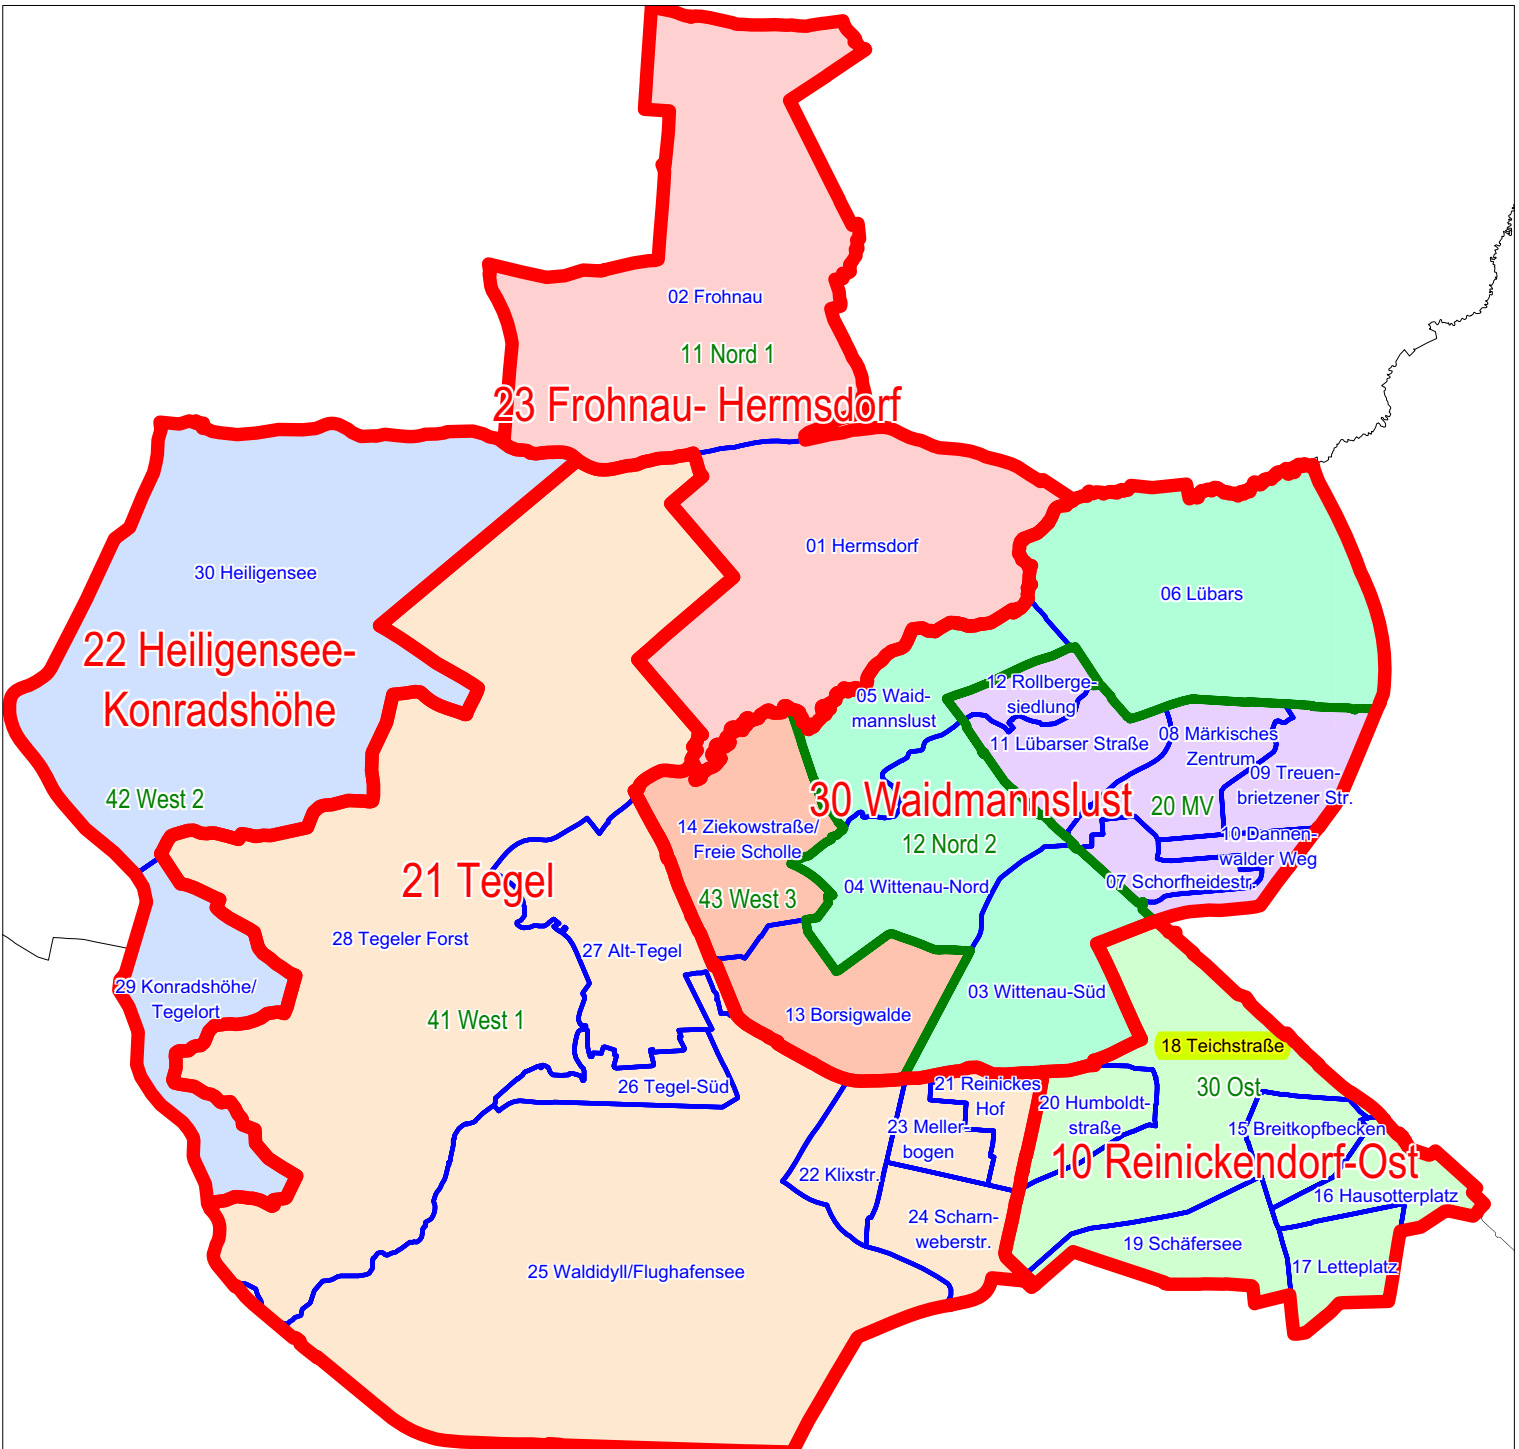 02 Frohnau
11 Nord 1
23 Frohnau- Hermsdorf
01 Hermsdorf
30 Heiligensee
06 Lübars
22 Heiligensee-
Konradshöhe
12 Rollberge-
siedlung
05 Waid-
mannslust
11 Lübarser Straße
08 Märkisches
Zentrum
09 Treuen-
brietzener Str.
42 West 2
30 Waidmannslust
20 MV
14 Ziekowstraße/
Freie Scholle
12 Nord 2
10 Dannen-
walder Weg
21 Tegel
04 Wittenau-Nord
07 Schorfheidestr.
43 West 3
28 Tegeler Forst
27 Alt-Tegel
29 Konradshöhe/
Tegelort
03 Wittenau-Süd
41 West 1
13 Borsigwalde
18 Teichstraße
26 Tegel-Süd
21 Reinickes
Hof
30 Ost
20 Humboldt-
straße
23 Meller-
bogen
15 Breitkopfbecken
10 Reinickendorf-Ost
22 Klixstr.
16 Hausotterplatz
24 Scharn-
weberstr.
19 Schäfersee
25 Waldidyll/Flughafensee
17 Letteplatz